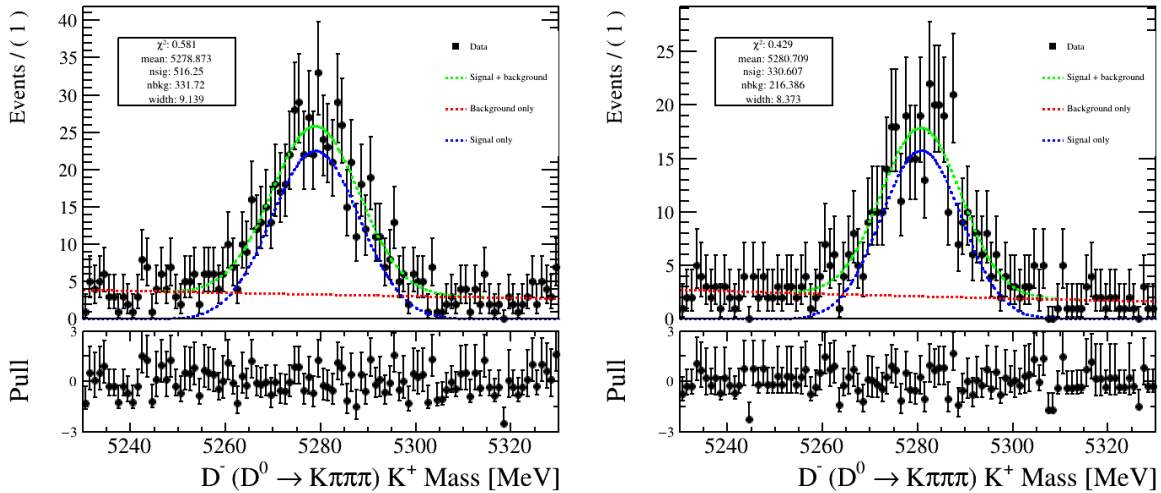 Events / ( 1 )
40
35
30
25
20
15
10
5
0
χ²: 0.581
mean: 5278.873
nsig: 516.25
nbkg: 331.72
width: 9.139
Data
Signal + background
Background only
Signal only
Pull
3
0
−3
5240 5260 5280 5300 5320
D⁻ (D⁰ → Kπππ) K⁺ Mass [MeV]
Events / ( 1 )
25
20
15
10
5
0
χ²: 0.429
mean: 5280.709
nsig: 330.607
nbkg: 216.386
width: 8.373
Data
Signal + background
Background only
Signal only
Pull
3
0
−3
5240 5260 5280 5300 5320
D⁻ (D⁰ → Kπππ) K⁺ Mass [MeV]